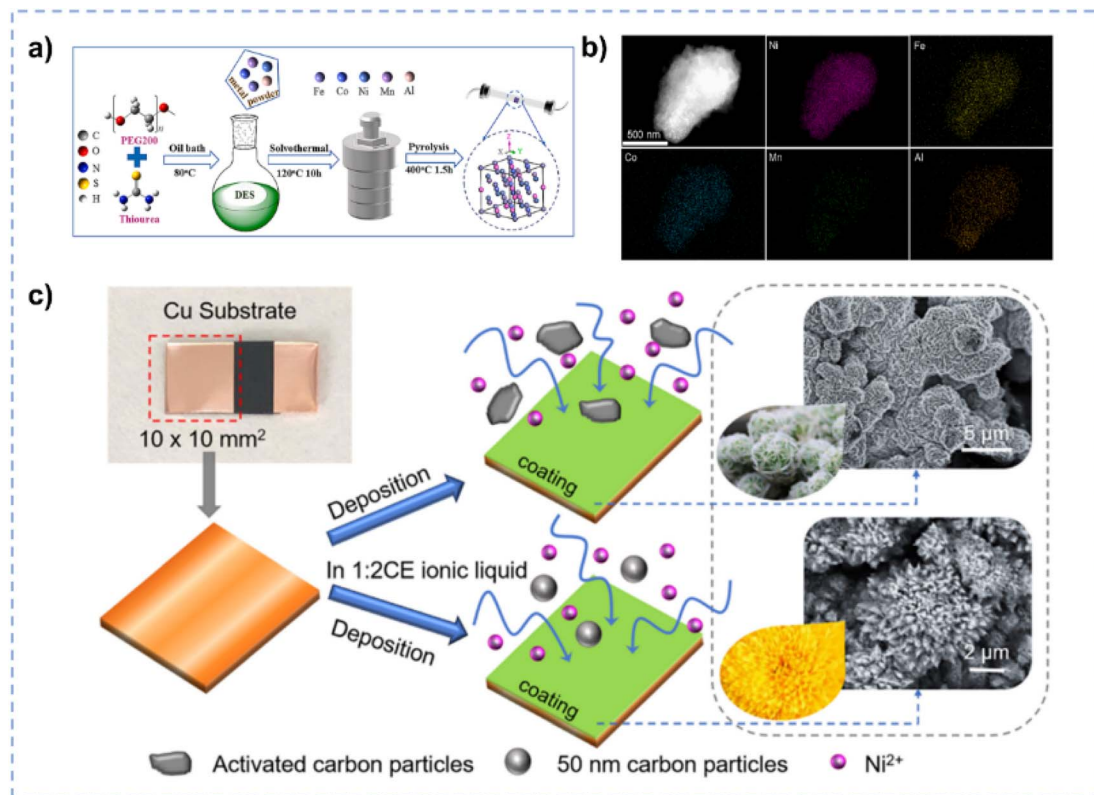 a)
metal
powder
Fe Co Ni Mn Al
C
O
N
S
H
PEG200
Thiourea
Oil bath
80°C
DES
Solvothermal
120°C 10h
Pyrolysis
400°C 1.5h
Z
X Y
n
b)
500 nm
Ni
Fe
Co
Mn
Al
c)
Cu Substrate
10 x 10 mm²
Deposition
In 1:2CE ionic liquid
Deposition
coating
coating
5 μm
2 μm
Activated carbon particles
50 nm carbon particles
Ni²⁺